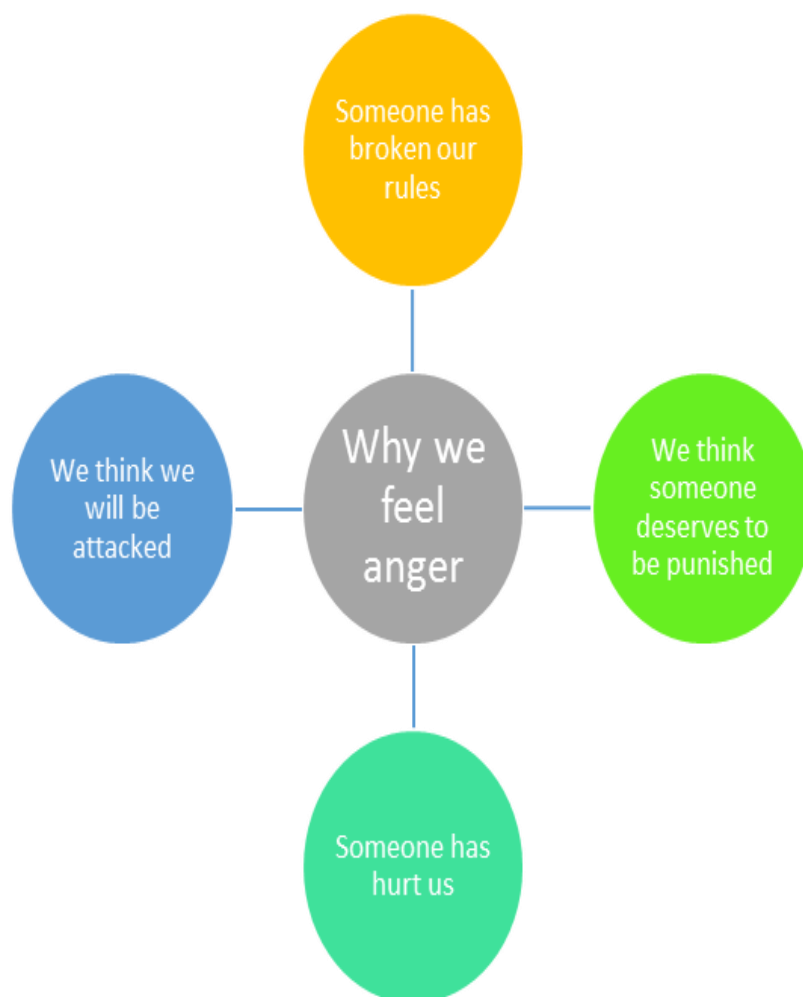 Someone has
broken our
rules
We think we
will be
attacked
Why we
feel
anger
We think
someone
deserves to
be punished
Someone has
hurt us